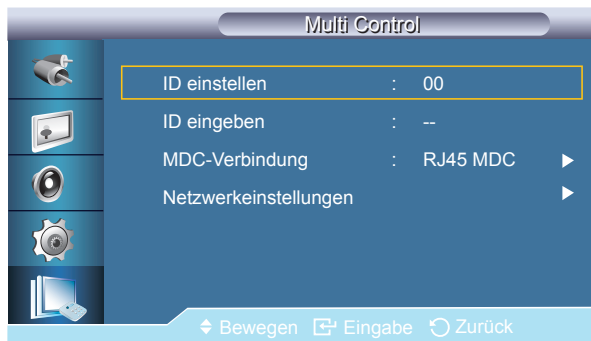 Multi Control
ID einstellen : 00
ID eingeben : --
MDC-Verbindung : RJ45 MDC
Netzwerkeinstellungen
Bewegen Eingabe Zurück